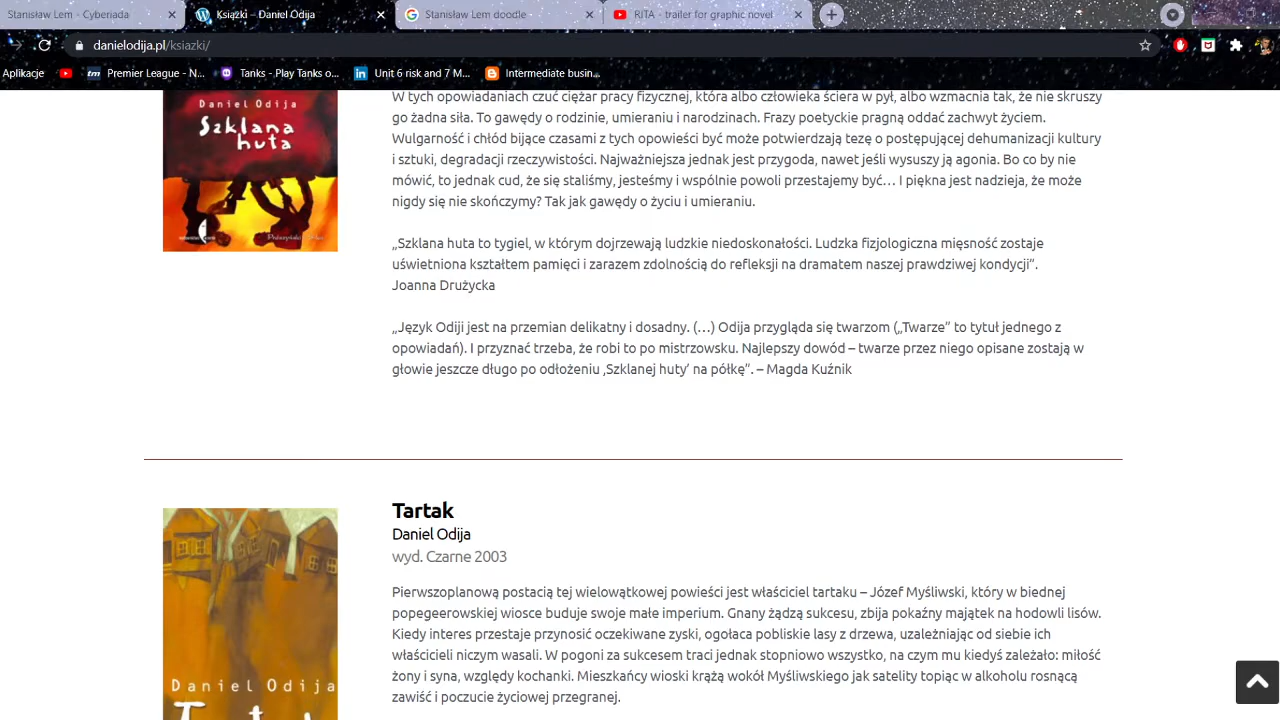 Stanisław Lem - Cyberiada
Książki – Daniel Odija
Stanisław Lem doodle -
RITA - trailer for graphic novel
danielodija.pl/ksiazki/
Aplikacje
Premier League - N...
Tanks - Play Tanks o...
Unit 6 risk and 7 M...
Intermediate busin...
Daniel Odija
Szklana
huta
W tych opowiadaniach czuć ciężar pracy fizycznej, która albo człowieka ściera w pył, albo wzmacnia tak, że nie skruszy
go żadna siła. To gawędy o rodzinie, umieraniu i narodzinach. Frazy poetyckie pragną oddać zachwyt życiem.
Wulgarność i chłód bijące czasami z tych opowieści być może potwierdzają tezę o postępującej dehumanizacji kultury
i sztuki, degradacji rzeczywistości. Najważniejsza jednak jest przygoda, nawet jeśli wysuszy ją agonia. Bo co by nie
mówić, to jednak cud, że się staliśmy, jesteśmy i wspólnie powoli przestajemy być… I piękna jest nadzieja, że może
nigdy się nie skończymy? Tak jak gawędy o życiu i umieraniu.
„Szklana huta to tygiel, w którym dojrzewają ludzkie niedoskonałości. Ludzka fizjologiczna mięsność zostaje
uświetniona kształtem pamięci i zarazem zdolnością do refleksji na dramatem naszej prawdziwej kondycji”.
Joanna Drużycka
„Język Odiji jest na przemian delikatny i dosadny. (…) Odija przygląda się twarzom („Twarze” to tytuł jednego z
opowiadań). I przyznać trzeba, że robi to po mistrzowsku. Najlepszy dowód – twarze przez niego opisane zostają w
głowie jeszcze długo po odłożeniu ‚Szklanej huty’ na półkę”. – Magda Kuźnik
Tartak
Daniel Odija
wyd. Czarne 2003
Pierwszoplanową postacią tej wielowątkowej powieści jest właściciel tartaku – Józef Myśliwski, który w biednej
popegeerowskiej wiosce buduje swoje małe imperium. Gnany żądzą sukcesu, zbija pokaźny majątek na hodowli lisów.
Kiedy interes przestaje przynosić oczekiwane zyski, ogołaca pobliskie lasy z drzewa, uzależniając od siebie ich
właścicieli niczym wasali. W pogoni za sukcesem traci jednak stopniowo wszystko, na czym mu kiedyś zależało: miłość
żony i syna, względy kochanki. Mieszkańcy wioski krążą wokół Myśliwskiego jak satelity topiąc w alkoholu rosnącą
zawiść i poczucie życiowej przegranej.
Daniel Odija